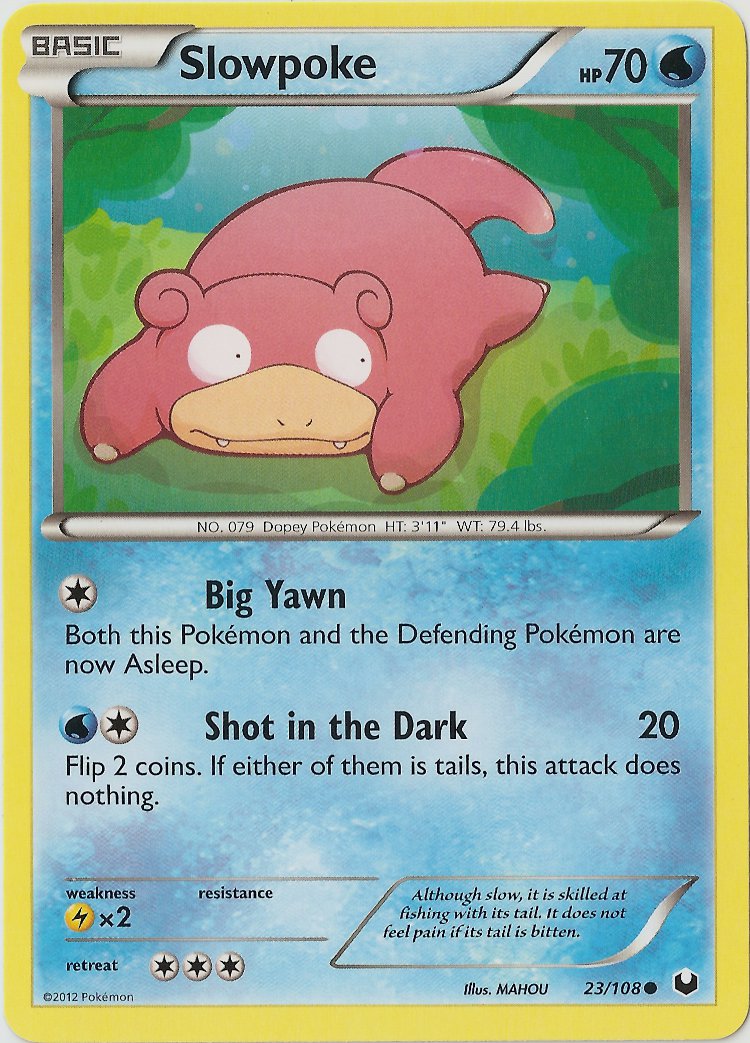 BASIC
Slowpoke
HP70
NO. 079 Dopey Pokémon HT: 3'11" WT: 79.4 lbs.
Big Yawn
Both this Pokémon and the Defending Pokémon are
now Asleep.
Shot in the Dark 20
Flip 2 coins. If either of them is tails, this attack does
nothing.
weakness resistance
×2
Although slow, it is skilled at
fishing with its tail. It does not
feel pain if its tail is bitten.
retreat
©2012 Pokémon
Illus. MAHOU 23/108